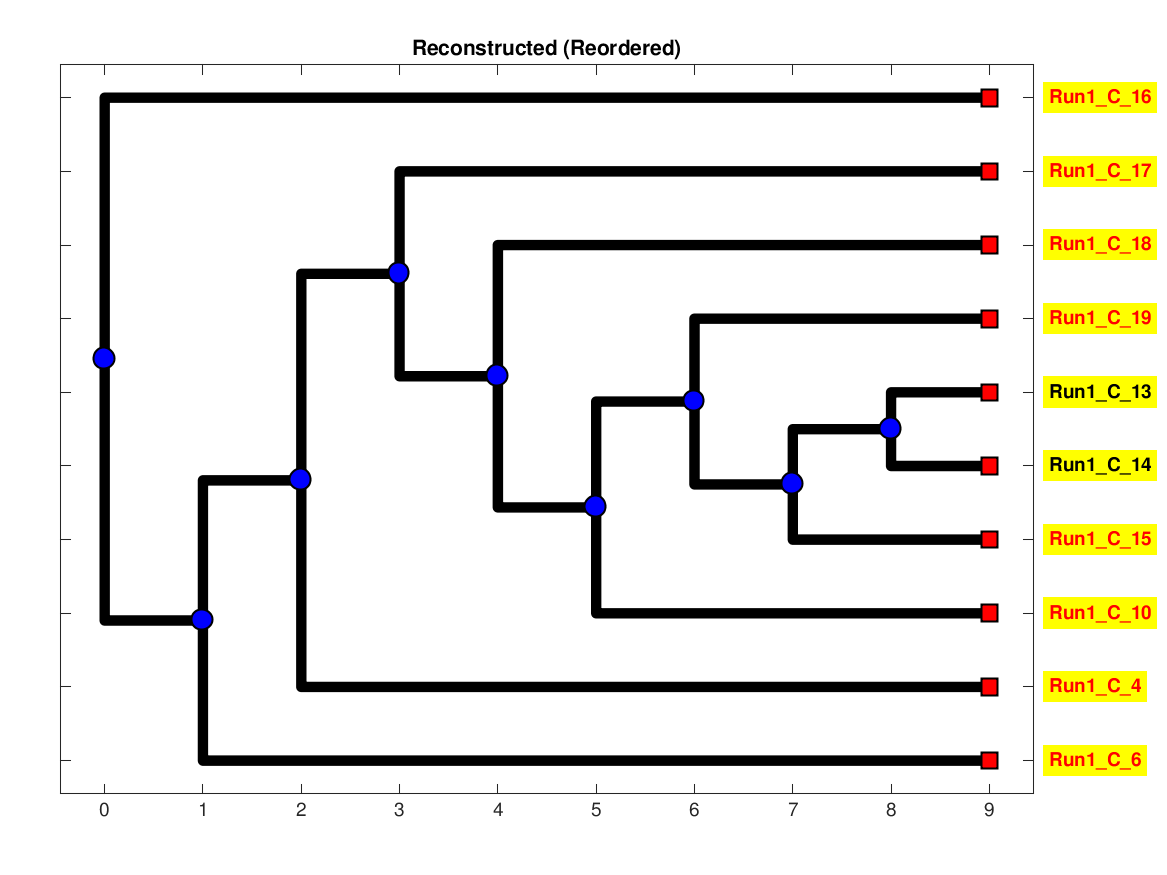 Reconstructed (Reordered)
Run1_C_16
Run1_C_17
Run1_C_18
Run1_C_19
Run1_C_13
Run1_C_14
Run1_C_15
Run1_C_10
Run1_C_4
Run1_C_6
0 1 2 3 4 5 6 7 8 9